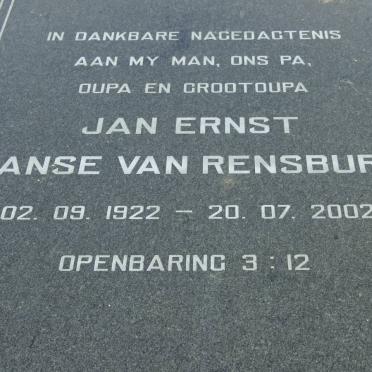 IN DANKBARE NAGEDACHTENIS
AAN MY MAN, ONS PA,
OUPA EN GROOTOUPA
JAN ERNST
ANSE VAN RENSBUR
02. 09. 1922 — 20. 07. 2002
OPENBARING 3 : 12